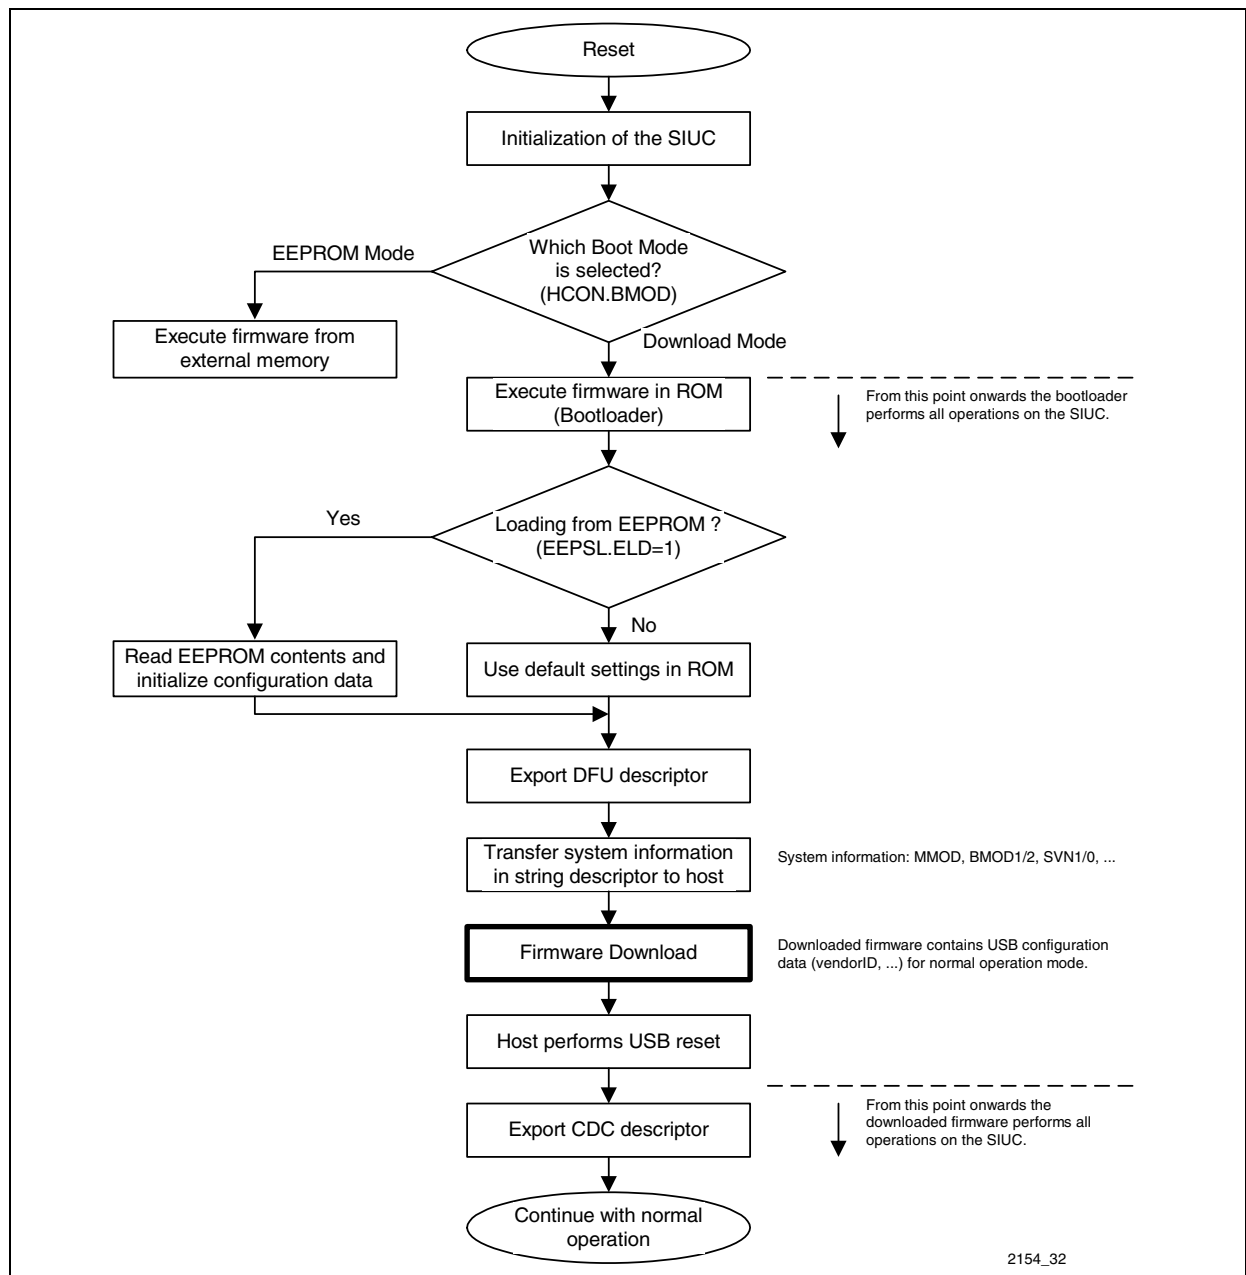 Reset
Initialization of the SIUC
EEPROM Mode
Which Boot Mode
is selected?
(HCON.BMOD)
Execute firmware from
external memory
Download Mode
Execute firmware in ROM
(Bootloader)
From this point onwards the bootloader
performs all operations on the SIUC.
Yes
Loading from EEPROM ?
(EEPSL.ELD=1)
No
Read EEPROM contents and
initialize configuration data
Use default settings in ROM
Export DFU descriptor
Transfer system information
in string descriptor to host
System information: MMOD, BMOD1/2, SVN1/0, ...
Firmware Download
Downloaded firmware contains USB configuration
data (vendorID, ...) for normal operation mode.
Host performs USB reset
Export CDC descriptor
From this point onwards the
downloaded firmware performs all
operations on the SIUC.
Continue with normal
operation
2154_32